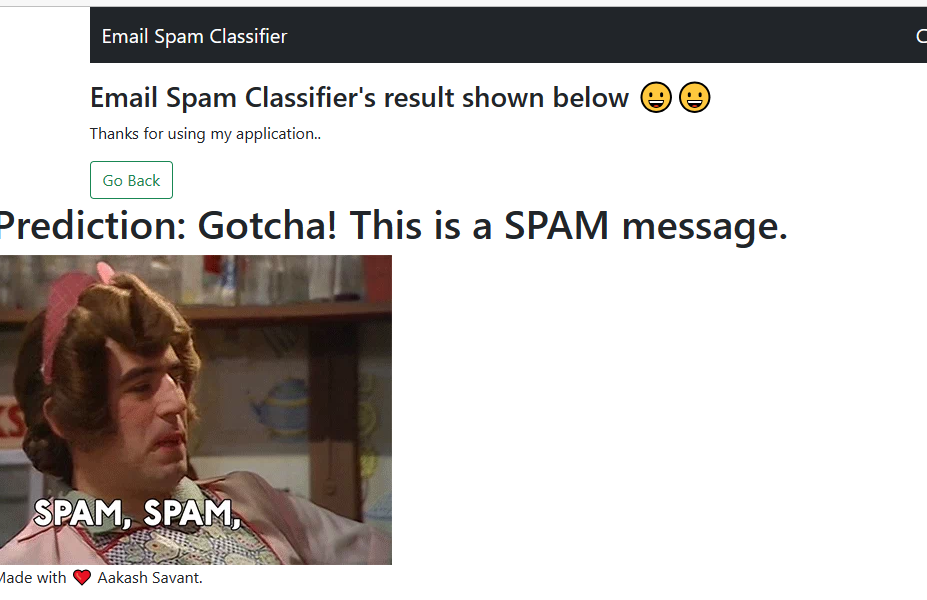 Email Spam Classifier
Email Spam Classifier's result shown below 😀😀
Thanks for using my application..
Go Back
Prediction: Gotcha! This is a SPAM message.
KS
SPAM, SPAM,
Made with ❤️ Aakash Savant.